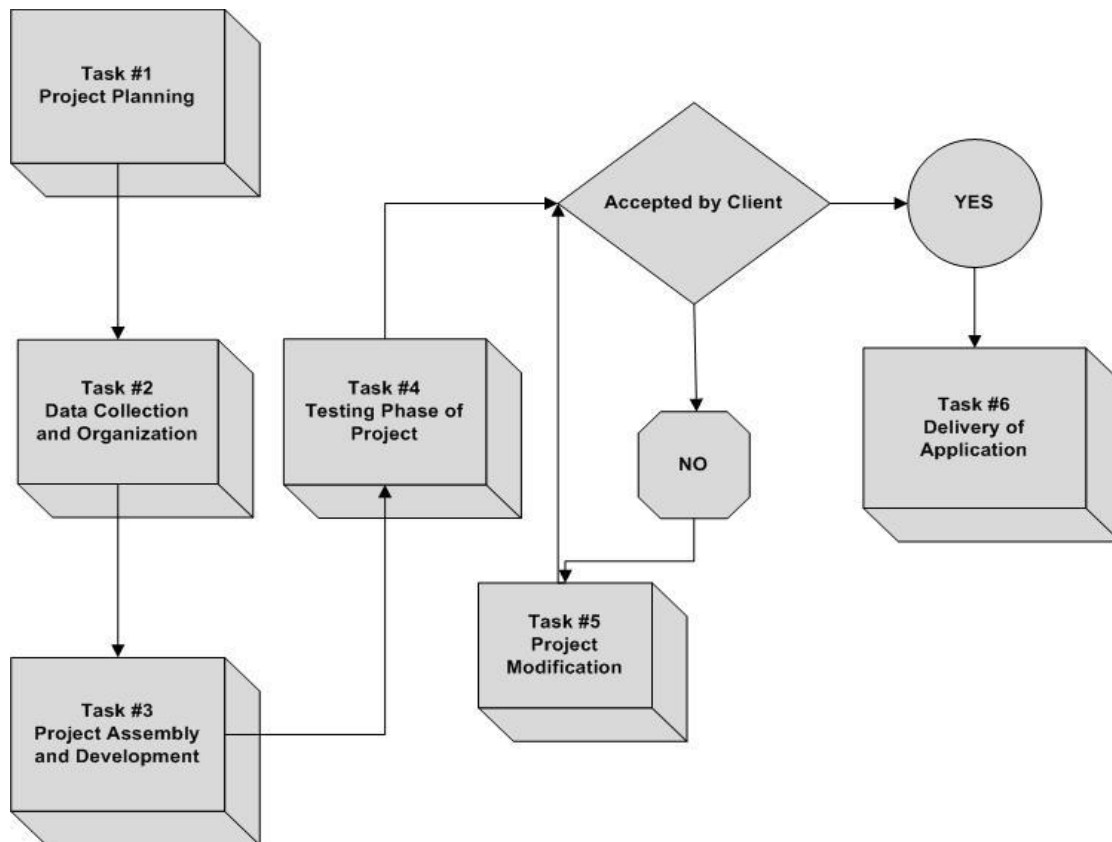 Task #1
Project Planning
Task #2
Data Collection
and Organization
Task #3
Project Assembly
and Development
Task #4
Testing Phase of
Project
Accepted by Client
YES
NO
Task #5
Project
Modification
Task #6
Delivery of
Application